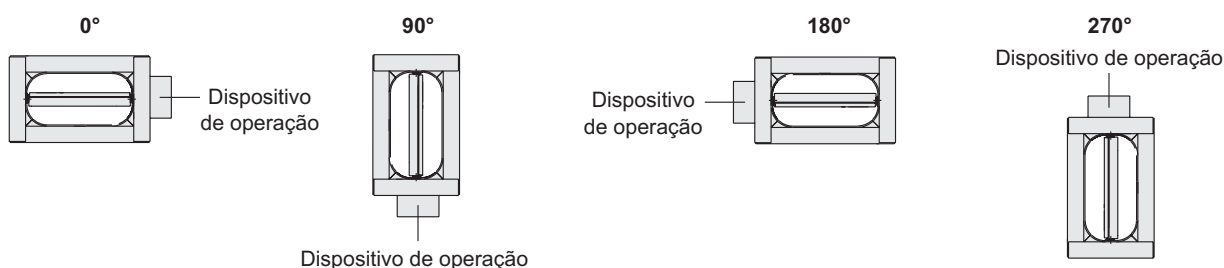 0°
90°
180°
270°
Dispositivo
de operação
Dispositivo de operação
Dispositivo
de operação
Dispositivo de operação